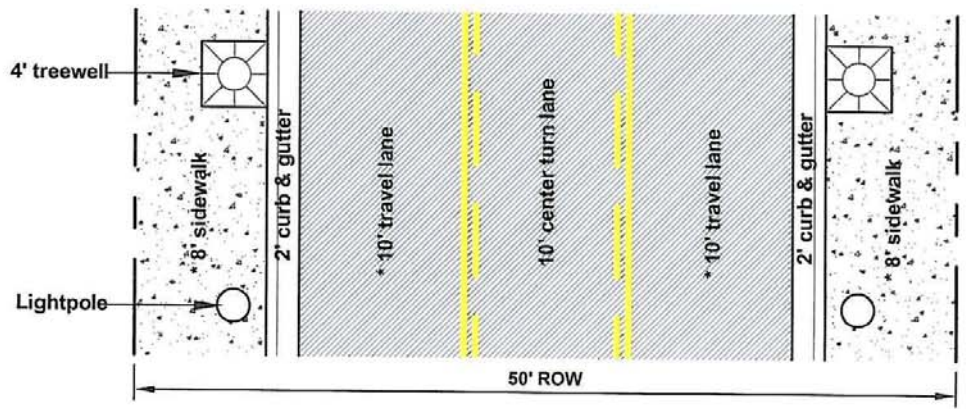 4' treewell
* 8' sidewalk
2' curb & gutter
* 10' travel lane
10' center turn lane
* 10' travel lane
2' curb & gutter
* 8' sidewalk
Lightpole
50' ROW